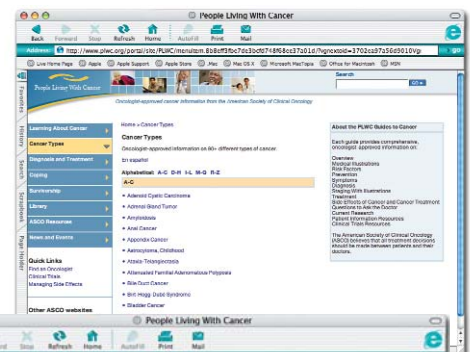 People Living With Cancer
Back Forward Stop Refresh Home AutoFill Print Mail
Address http://www.plwc.org/portal/site/PLWC/menuitem.
go
Live Home Page Apple Apple Support Apple Store .Mac Mac OS X Microsoft MacTopia Office for Macintosh MSN
Favorites
History
Search
Scrapbook
Page Holder
People Living With Cancer
Search
GO
Oncologist-approved cancer information from the American Society of Clinical Oncology
Learning About Cancer
Cancer Types
Diagnosis and Treatment
Coping
Survivorship
Library
ASCO Resources
News and Events
Quick Links
Find an Oncologist
Clinical Trials
Managing Side Effects
Other ASCO websites
Home > Cancer Types
Cancer Types
Oncologist-approved information on 80+ different types of cancer.
En español
Alphabetical: A-C D-H I-L M-Q R-Z
A-C
Adenoid Cystic Carcinoma
Adrenal Gland Tumor
Amyloidosis
Anal Cancer
Appendix Cancer
Astrocytoma, Childhood
Ataxia-Telangiectasia
Attenuated Familial Adenomatous Polyposis
Bile Duct Cancer
Birt-Hogg-Dubé Syndrome
Bladder Cancer
About the PLWC Guides to Cancer
Each guide provides comprehensive,
oncologist-approved information on:
Overview
Medical Illustrations
Risk Factors
Prevention
Symptoms
Diagnosis
Staging With Illustrations
Treatment
Side Effects of Cancer and Cancer Treatment
Questions to Ask the Doctor
Current Research
Patient Information Resources
Clinical Trials Resources
The American Society of Clinical Oncology
(ASCO) believes that all treatment decisions
should be made between patients and their
doctors.
People Living With Cancer
Stop Refresh Home AutoFill Print Mail